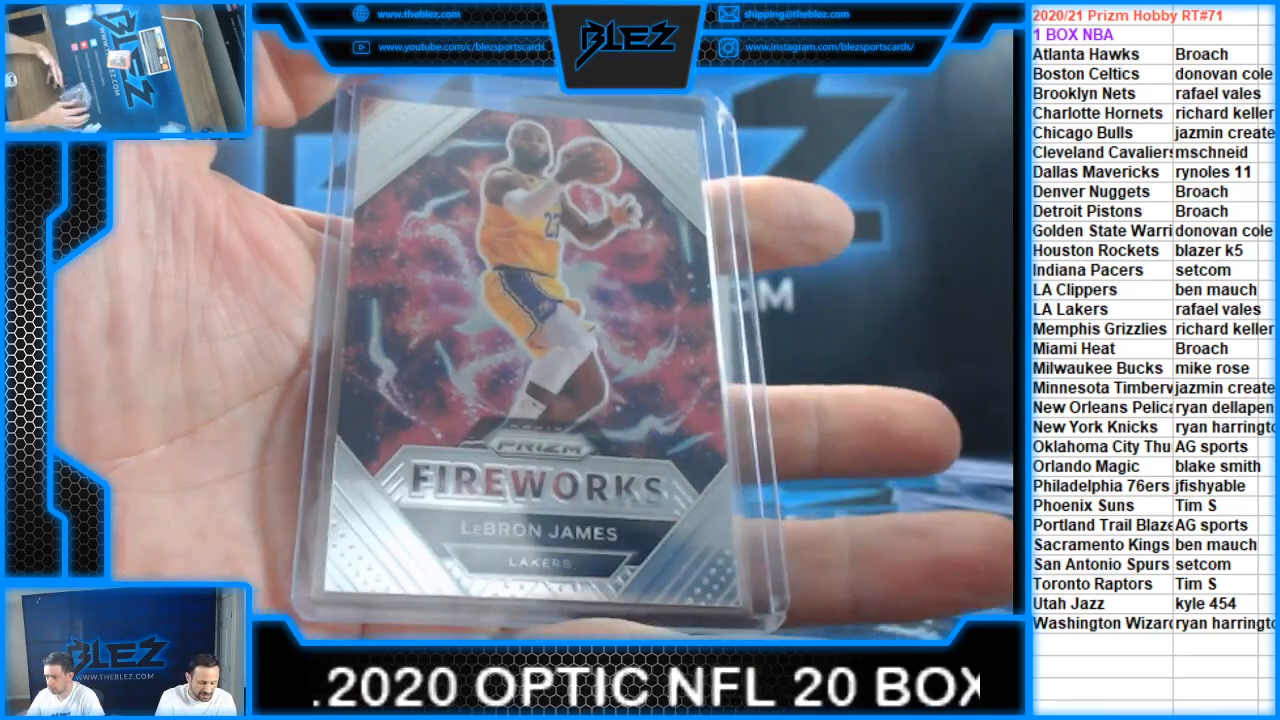 www.theblez.com
www.youtube.com/c/blezsportscards
BLEZ
shipping@theblez.com
www.instagram.com/blezsportscards/
23
PRIZM
FIREWORKS
LEBRON JAMES
LAKERS
BLEZ
WWW.THEBLEZ.COM
.2020 OPTIC NFL 20 BOX
2020/21 Prizm Hobby RT#71
1 BOX NBA
Atlanta Hawks Broach
Boston Celtics donovan cole
Brooklyn Nets rafael vales
Charlotte Hornets richard keller
Chicago Bulls jazmin create
Cleveland Cavaliers mschneid
Dallas Mavericks rynoles 11
Denver Nuggets Broach
Detroit Pistons Broach
Golden State Warri donovan cole
Houston Rockets blazer k5
Indiana Pacers setcom
LA Clippers ben mauch
LA Lakers rafael vales
Memphis Grizzlies richard keller
Miami Heat Broach
Milwaukee Bucks mike rose
Minnesota Timberv jazmin create
New Orleans Pelica ryan dellapen
New York Knicks ryan harringto
Oklahoma City Thu AG sports
Orlando Magic blake smith
Philadelphia 76ers jfishyable
Phoenix Suns Tim S
Portland Trail Blaze AG sports
Sacramento Kings ben mauch
San Antonio Spurs setcom
Toronto Raptors Tim S
Utah Jazz kyle 454
Washington Wizard ryan harringto